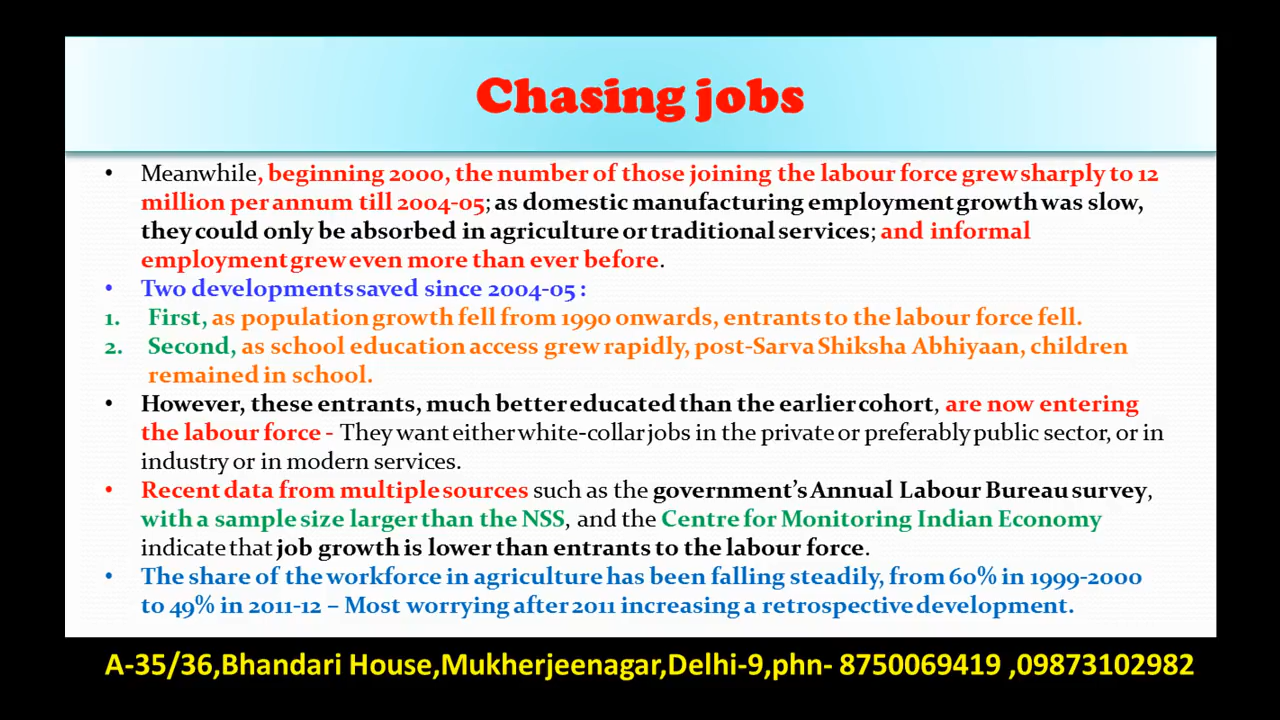 Chasing jobs
• Meanwhile, beginning 2000, the number of those joining the labour force grew sharply to 12
million per annum till 2004-05; as domestic manufacturing employment growth was slow,
they could only be absorbed in agriculture or traditional services; and informal
employment grew even more than ever before.
• Two developments saved since 2004-05 :
1. First, as population growth fell from 1990 onwards, entrants to the labour force fell.
2. Second, as school education access grew rapidly, post-Sarva Shiksha Abhiyaan, children
remained in school.
• However, these entrants, much better educated than the earlier cohort, are now entering
the labour force - They want either white-collar jobs in the private or preferably public sector, or in
industry or in modern services.
• Recent data from multiple sources such as the government's Annual Labour Bureau survey,
with a sample size larger than the NSS, and the Centre for Monitoring Indian Economy
indicate that job growth is lower than entrants to the labour force.
• The share of the workforce in agriculture has been falling steadily, from 60% in 1999-2000
to 49% in 2011-12 – Most worrying after 2011 increasing a retrospective development.
A-35/36,Bhandari House,Mukherjeenagar,Delhi-9,phn- 8750069419 ,09873102982